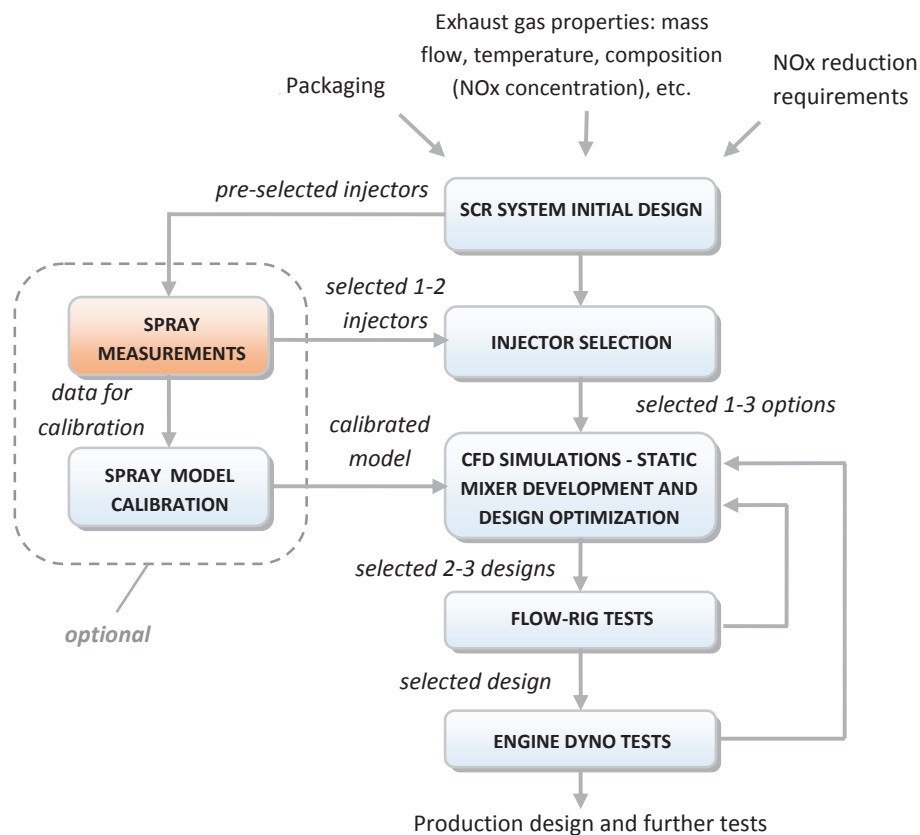 Exhaust gas properties: mass
flow, temperature, composition
(NOx concentration), etc.
Packaging
NOx reduction
requirements
pre-selected injectors
SCR SYSTEM INITIAL DESIGN
selected 1-2
injectors
SPRAY
MEASUREMENTS
INJECTOR SELECTION
data for
calibration
selected 1-3 options
calibrated
model
SPRAY MODEL
CALIBRATION
CFD SIMULATIONS - STATIC
MIXER DEVELOPMENT AND
DESIGN OPTIMIZATION
selected 2-3 designs
optional
FLOW-RIG TESTS
selected design
ENGINE DYNO TESTS
Production design and further tests